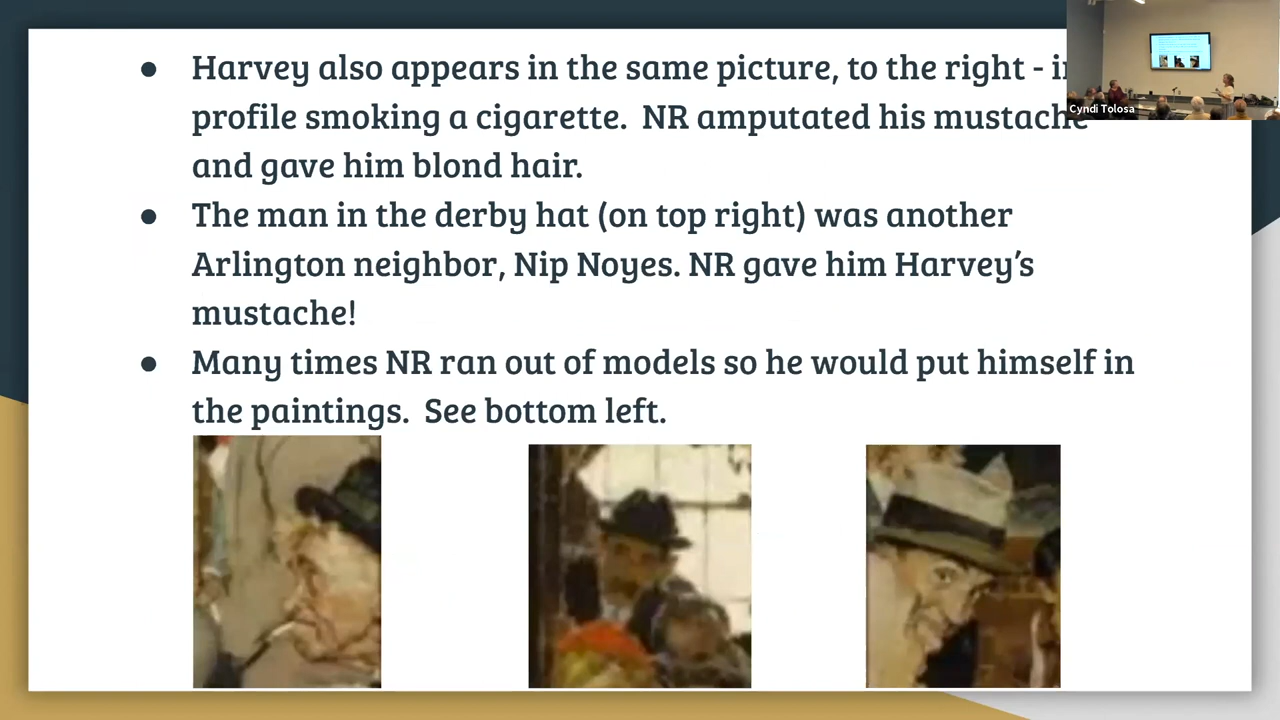 Harvey also appears in the same picture, to the right - in
profile smoking a cigarette. NR amputated his mustache
and gave him blond hair.
The man in the derby hat (on top right) was another
Arlington neighbor, Nip Noyes. NR gave him Harvey's
mustache!
Many times NR ran out of models so he would put himself in
the paintings. See bottom left.
Cyndi Tolosa